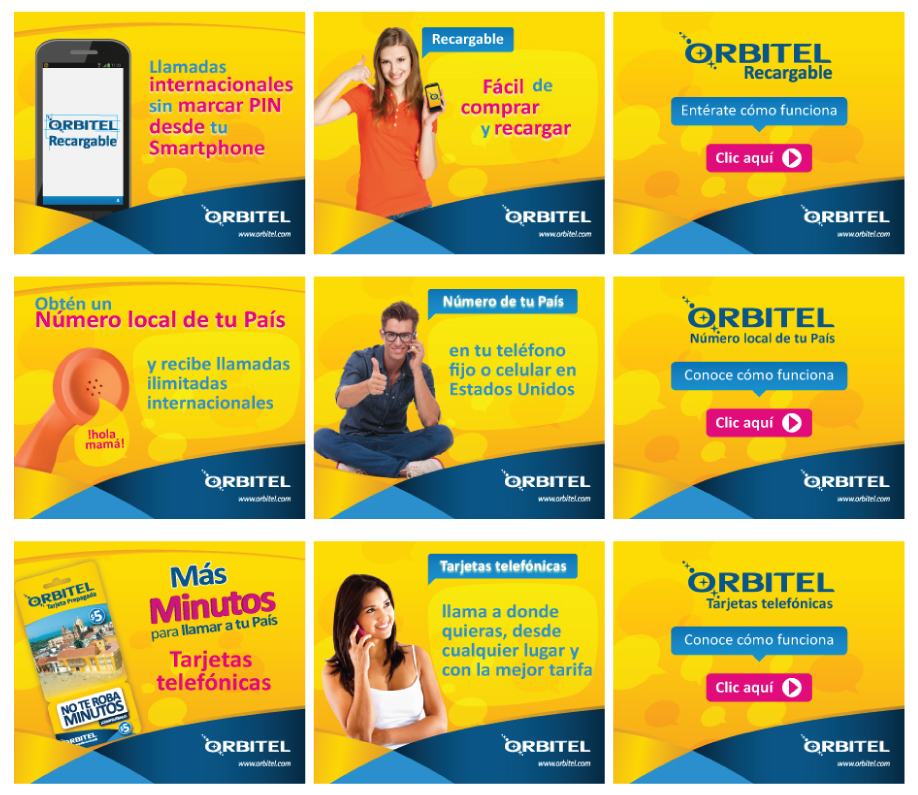 Llamadas
internacionales
sin marcar PIN
desde tu
Smartphone
ORBITEL
Recargable
ORBITEL
www.orbitel.com
Recargable
Fácil de
comprar
y recargar
ORBITEL
www.orbitel.com
ORBITEL
Recargable
Entérate cómo funciona
Clic aquí
ORBITEL
www.orbitel.com
Obtén un
Número local de tu País
y recibe llamadas
ilimitadas
internacionales
!hola
mamá!
ORBITEL
www.orbitel.com
Número de tu País
en tu teléfono
fijo o celular en
Estados Unidos
ORBITEL
www.orbitel.com
ORBITEL
Número local de tu País
Conoce cómo funciona
Clic aquí
ORBITEL
www.orbitel.com
ORBITEL
Tarjeta Prepagada
$5
NO TE ROBA
MINUTOS
ORBITEL
$5
Más
Minutos
para llamar a tu País
Tarjetas
telefónicas
ORBITEL
www.orbitel.com
Tarjetas telefónicas
llama a donde
quieras, desde
cualquier lugar y
con la mejor tarifa
ORBITEL
www.orbitel.com
ORBITEL
Tarjetas telefónicas
Conoce cómo funciona
Clic aquí
ORBITEL
www.orbitel.com